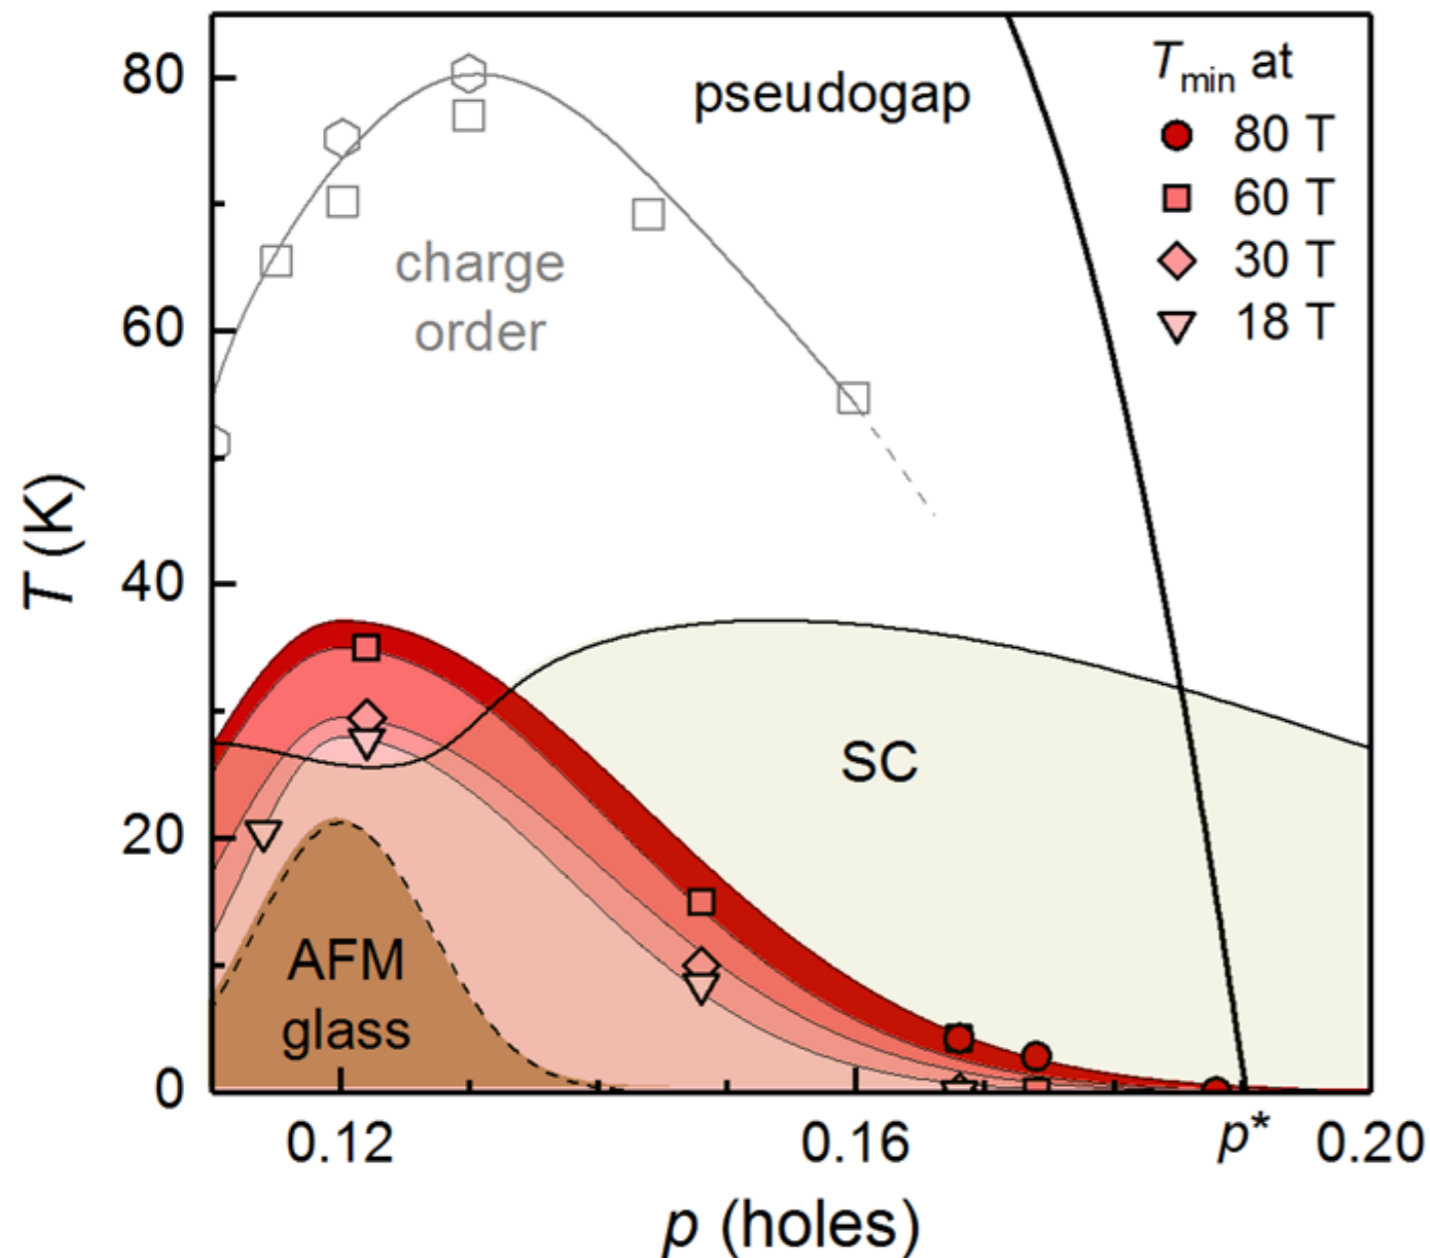 80
60
40
20
0
T (K)
pseudogap
T_min at
80 T
60 T
30 T
18 T
charge
order
SC
AFM
glass
0.12
0.16
p*
0.20
p (holes)